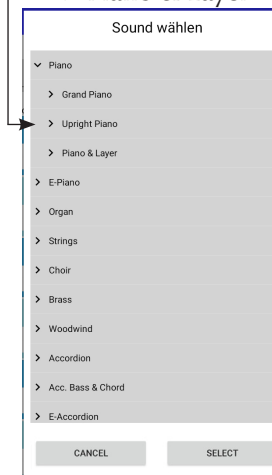 Sound wählen
Piano
Grand Piano
Upright Piano
Piano & Layer
E-Piano
Organ
Strings
Choir
Brass
Woodwind
Accordion
Acc. Bass & Chord
E-Accordion
CANCEL SELECT